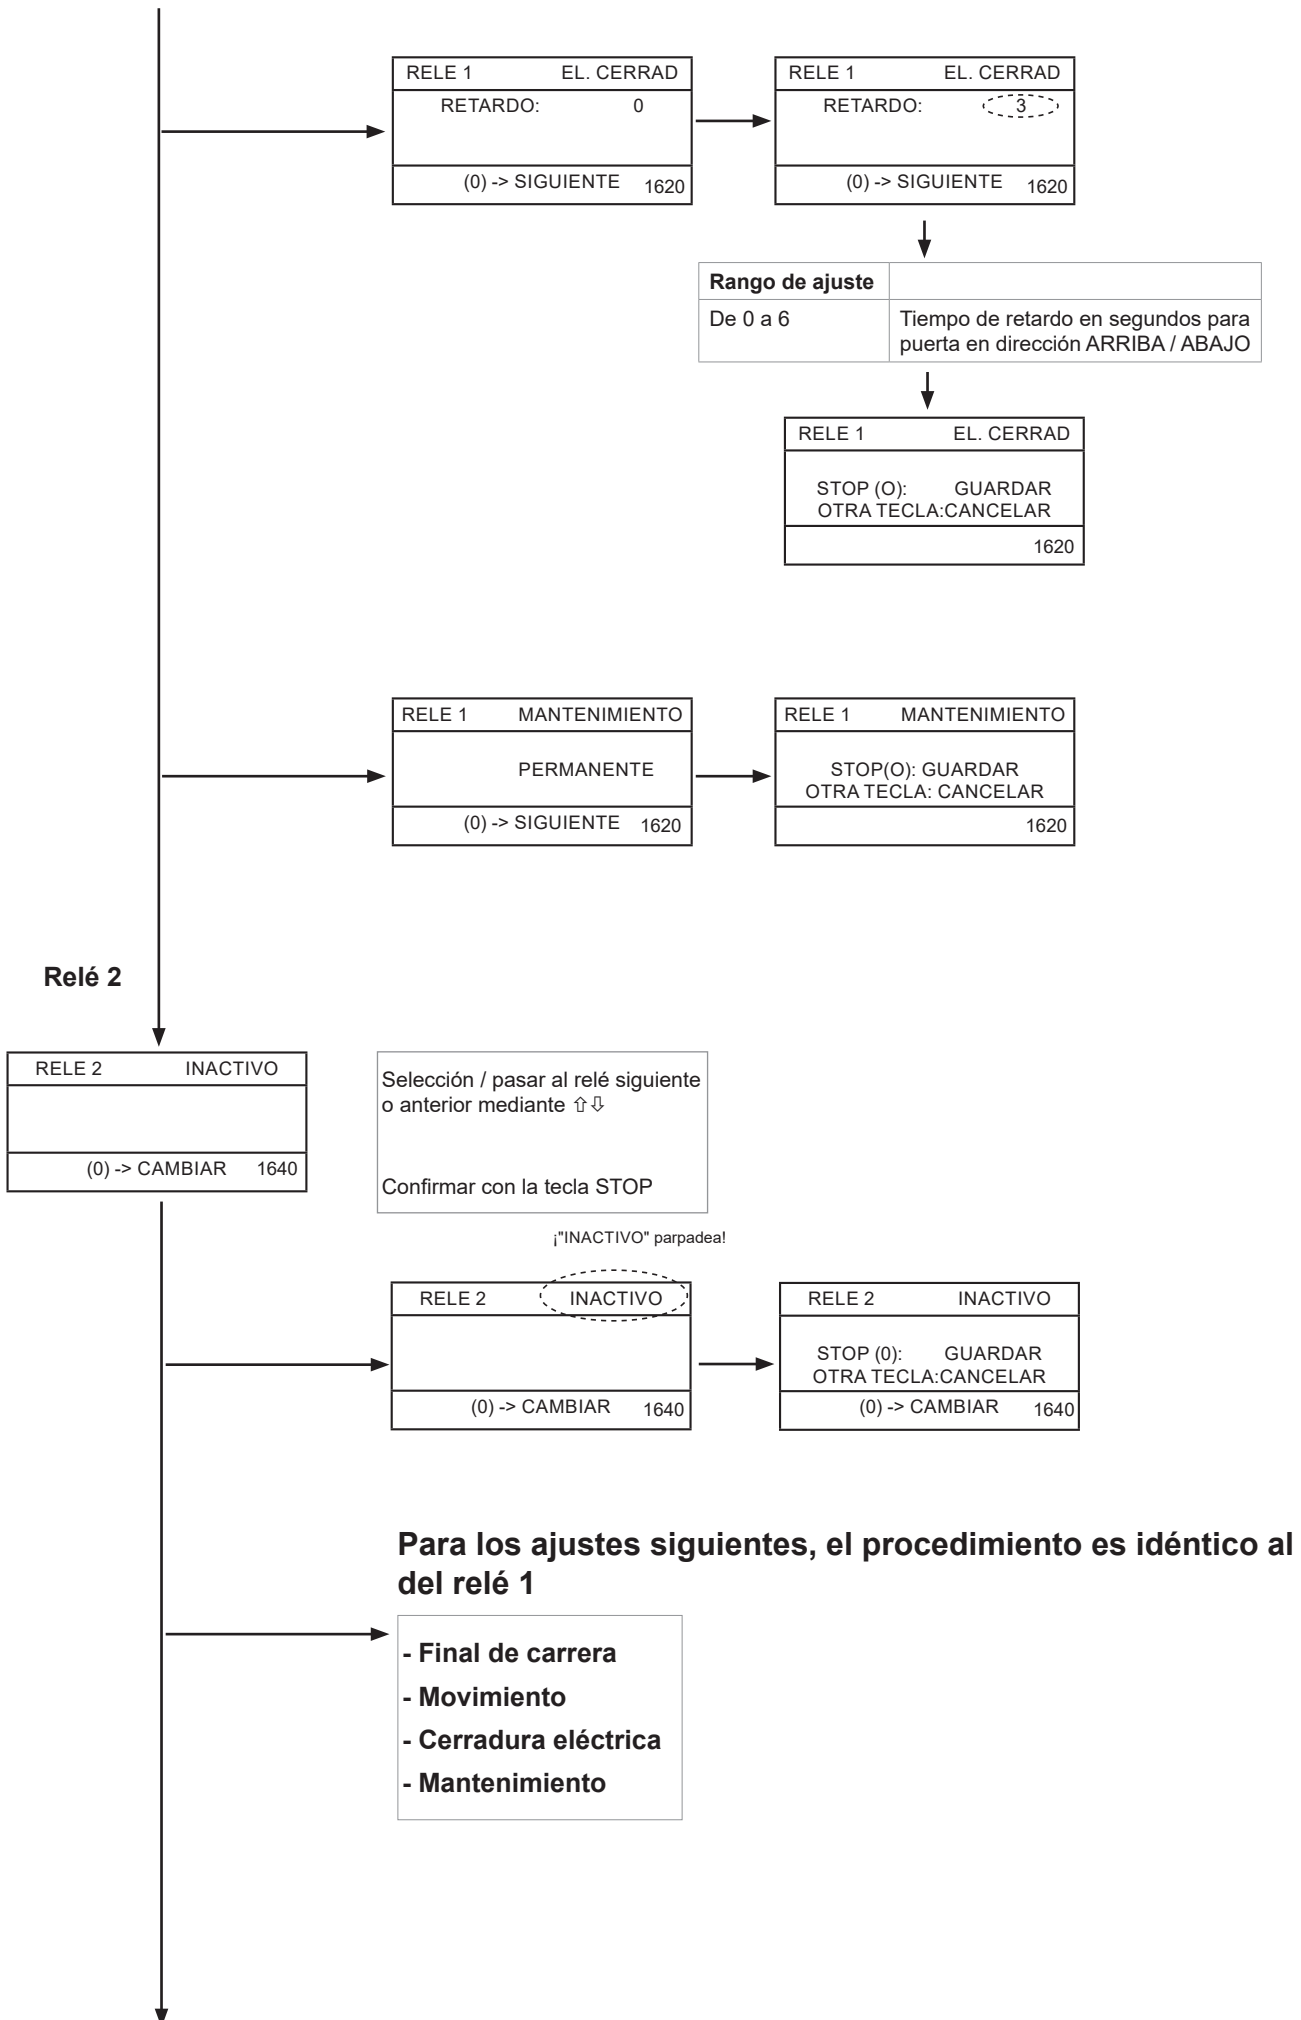 RELE 1 EL. CERRAD
RETARDO: 0
(0) -> SIGUIENTE 1620
RELE 1 EL. CERRAD
RETARDO: 3
(0) -> SIGUIENTE 1620
Rango de ajuste
De 0 a 6 Tiempo de retardo en segundos para
puerta en dirección ARRIBA / ABAJO
RELE 1 EL. CERRAD
STOP (O): GUARDAR
OTRA TECLA:CANCELAR
1620
RELE 1 MANTENIMIENTO
PERMANENTE
(0) -> SIGUIENTE 1620
RELE 1 MANTENIMIENTO
STOP(O): GUARDAR
OTRA TECLA: CANCELAR
1620
Relé 2
RELE 2 INACTIVO
(0) -> CAMBIAR 1640
Selección / pasar al relé siguiente
o anterior mediante ⇧⇩
Confirmar con la tecla STOP
¡"INACTIVO" parpadea!
RELE 2 INACTIVO
(0) -> CAMBIAR 1640
RELE 2 INACTIVO
STOP (0): GUARDAR
OTRA TECLA:CANCELAR
(0) -> CAMBIAR 1640
Para los ajustes siguientes, el procedimiento es idéntico al
del relé 1
- Final de carrera
- Movimiento
- Cerradura eléctrica
- Mantenimiento